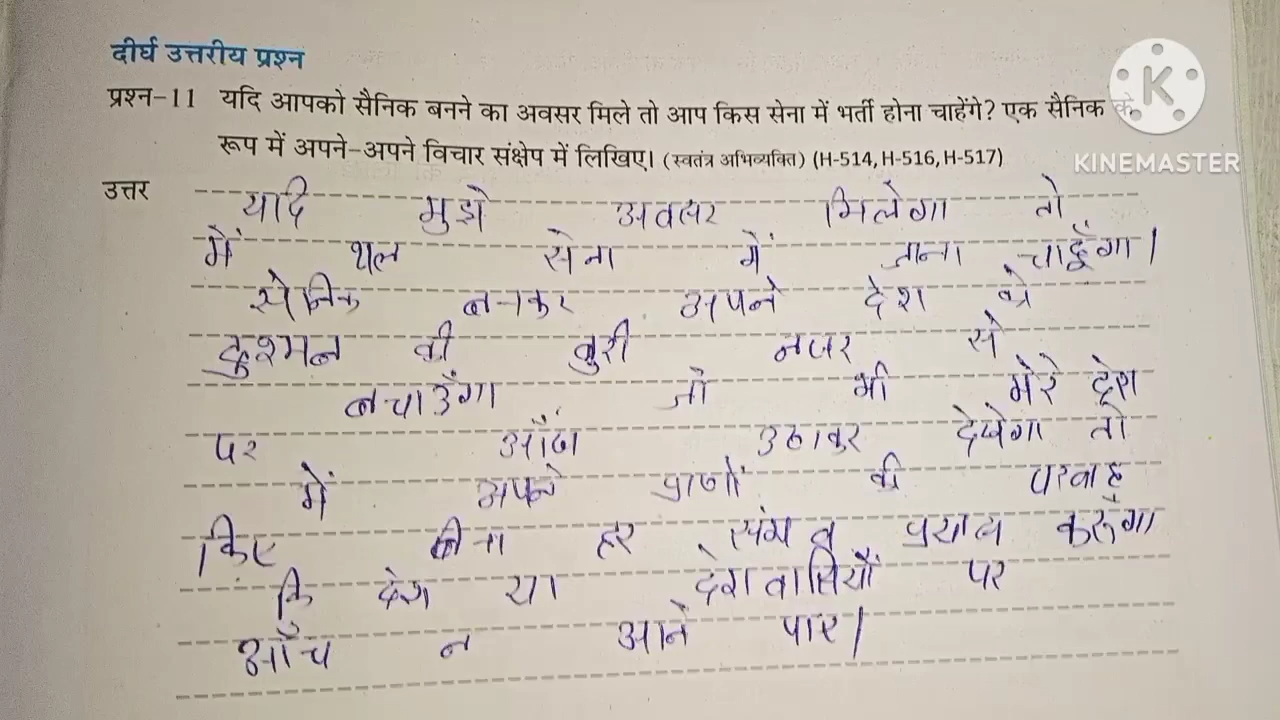 दीर्घ उत्तरीय प्रश्न
प्रश्न-11 यदि आपको सैनिक बनने का अवसर मिले तो आप किस सेना में भर्ती होना चाहेंगे? एक सैनिक के
रूप में अपने-अपने विचार संक्षेप में लिखिए। (स्वतंत्र अभिव्यक्ति) (H-514, H-516, H-517)
K
KINEMASTER
उत्तर यदि मुझे अवसर मिलेगा तो
में थल सेना में जाना चाहूँगा।
सेनिक बनकर अपने देश को
दुश्मन की बुरी नजर से
बचाउँगा जो भी मेरे देश
पर आँख उठाकर देखेगा तो
में अपने प्राणों की परवाह
किए बीना हर संभव प्रयास करुँगा
कि देश या देशवासियों पर
आँच न आने पाए।